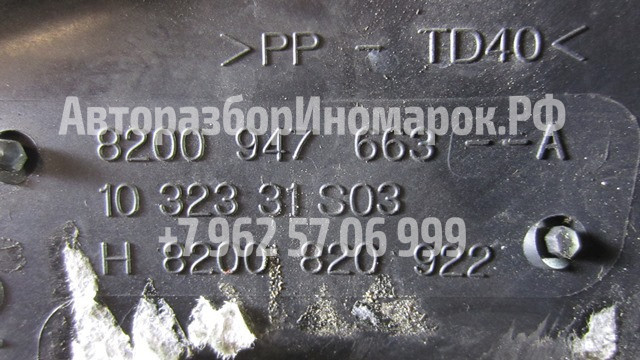 >PP - TD40<
АвторазборИномарок.РФ
8200 947 663 --A
10 323 31 S03
+7 962 57 06 999
H 8200 820 922